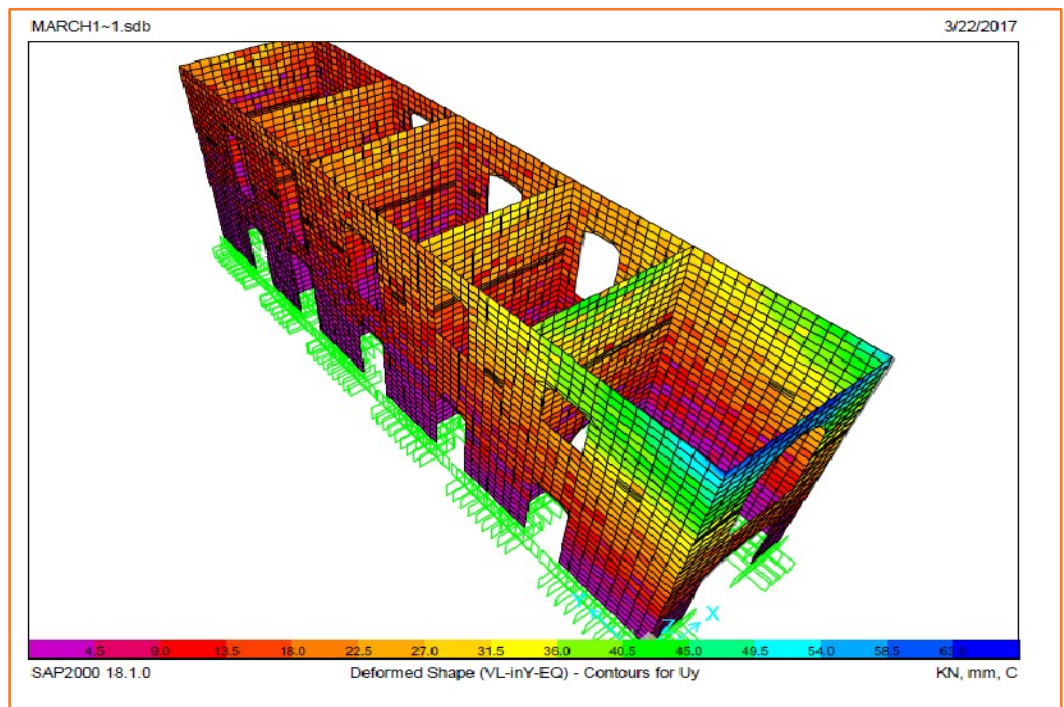 MARCH1~1.sdb 3/22/2017
X
4.5 9.0 13.5 18.0 22.5 27.0 31.5 36.0 40.5 45.0 49.5 54.0 58.5 63.0
SAP2000 18.1.0 Deformed Shape (VL-inY-EQ) - Contours for Uy KN, mm, C